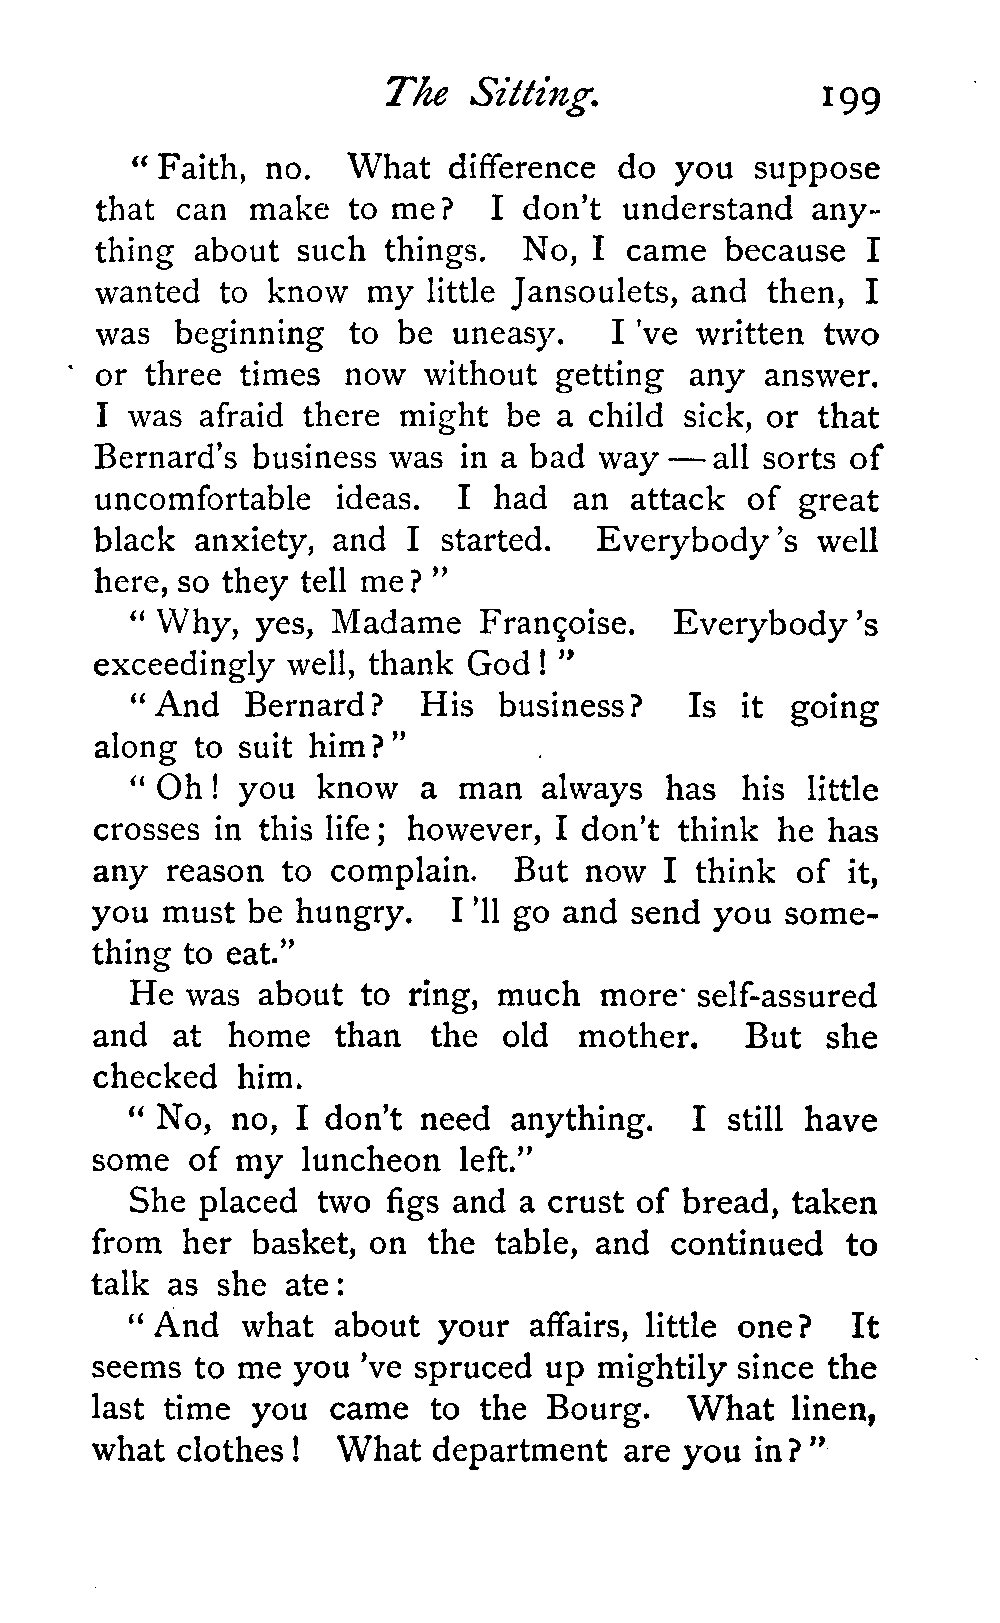 The Sitting. 199
“ Faith, no. What difference do you suppose
that can make to me? I don't understand any-
thing about such things. No, I came because I
wanted to know my little Jansoulets, and then, I
was beginning to be uneasy. I 've written two
or three times now without getting any answer.
I was afraid there might be a child sick, or that
Bernard's business was in a bad way — all sorts of
uncomfortable ideas. I had an attack of great
black anxiety, and I started. Everybody 's well
here, so they tell me? ”
“ Why, yes, Madame Françoise. Everybody 's
exceedingly well, thank God! ”
“ And Bernard? His business? Is it going
along to suit him? ”
“ Oh! you know a man always has his little
crosses in this life; however, I don't think he has
any reason to complain. But now I think of it,
you must be hungry. I 'll go and send you some-
thing to eat.”
He was about to ring, much more self-assured
and at home than the old mother. But she
checked him.
“ No, no, I don't need anything. I still have
some of my luncheon left.”
She placed two figs and a crust of bread, taken
from her basket, on the table, and continued to
talk as she ate:
“ And what about your affairs, little one? It
seems to me you 've spruced up mightily since the
last time you came to the Bourg. What linen,
what clothes! What department are you in? ”